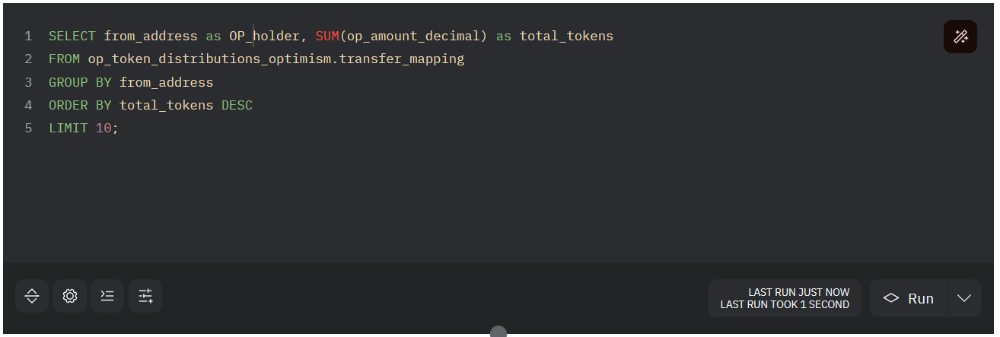 1 SELECT from_address as OP_holder, SUM(op_amount_decimal) as total_tokens
2 FROM op_token_distributions_optimism.transfer_mapping
3 GROUP BY from_address
4 ORDER BY total_tokens DESC
5 LIMIT 10;
LAST RUN JUST NOW
LAST RUN TOOK 1 SECOND
Run